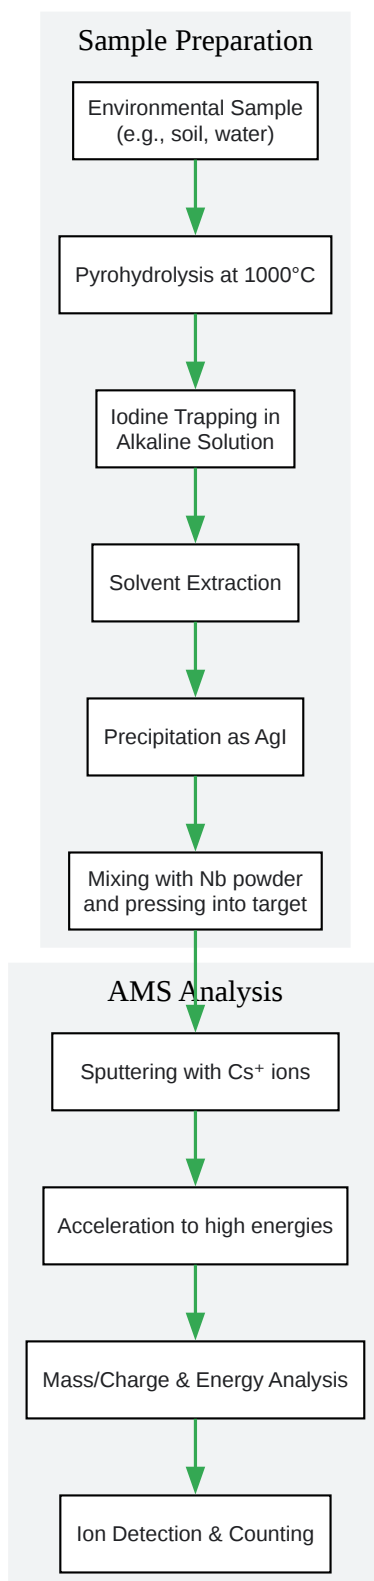 Sample Preparation
Environmental Sample
(e.g., soil, water)
Pyrohydrolysis at 1000°C
Iodine Trapping in
Alkaline Solution
Solvent Extraction
Precipitation as AgI
Mixing with Nb powder
and pressing into target
AMS Analysis
Sputtering with Cs⁺ ions
Acceleration to high energies
Mass/Charge & Energy Analysis
Ion Detection & Counting